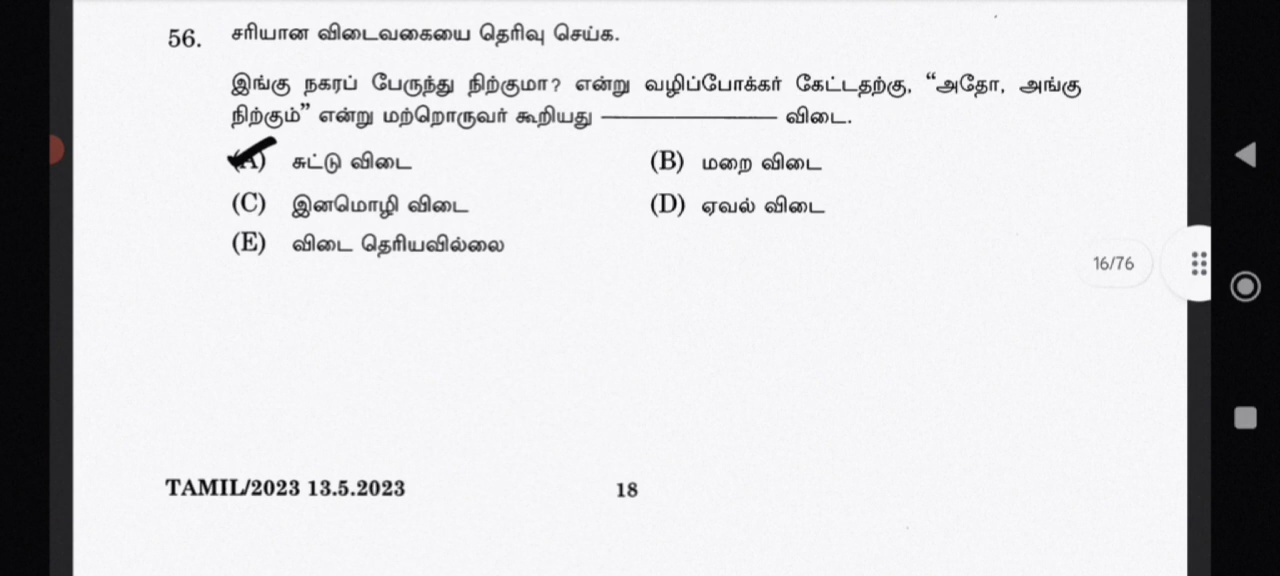 56. சரியான விடைவகையை தெரிவு செய்க.
இங்கு நகரப் பேருந்து நிற்குமா? என்று வழிப்போக்கர் கேட்டதற்கு, “அதோ, அங்கு
நிற்கும்” என்று மற்றொருவர் கூறியது ――――― விடை.
(A) சுட்டு விடை (B) மறை விடை
(C) இனமொழி விடை (D) ஏவல் விடை
(E) விடை தெரியவில்லை
16/76
TAMIL/2023 13.5.2023 18